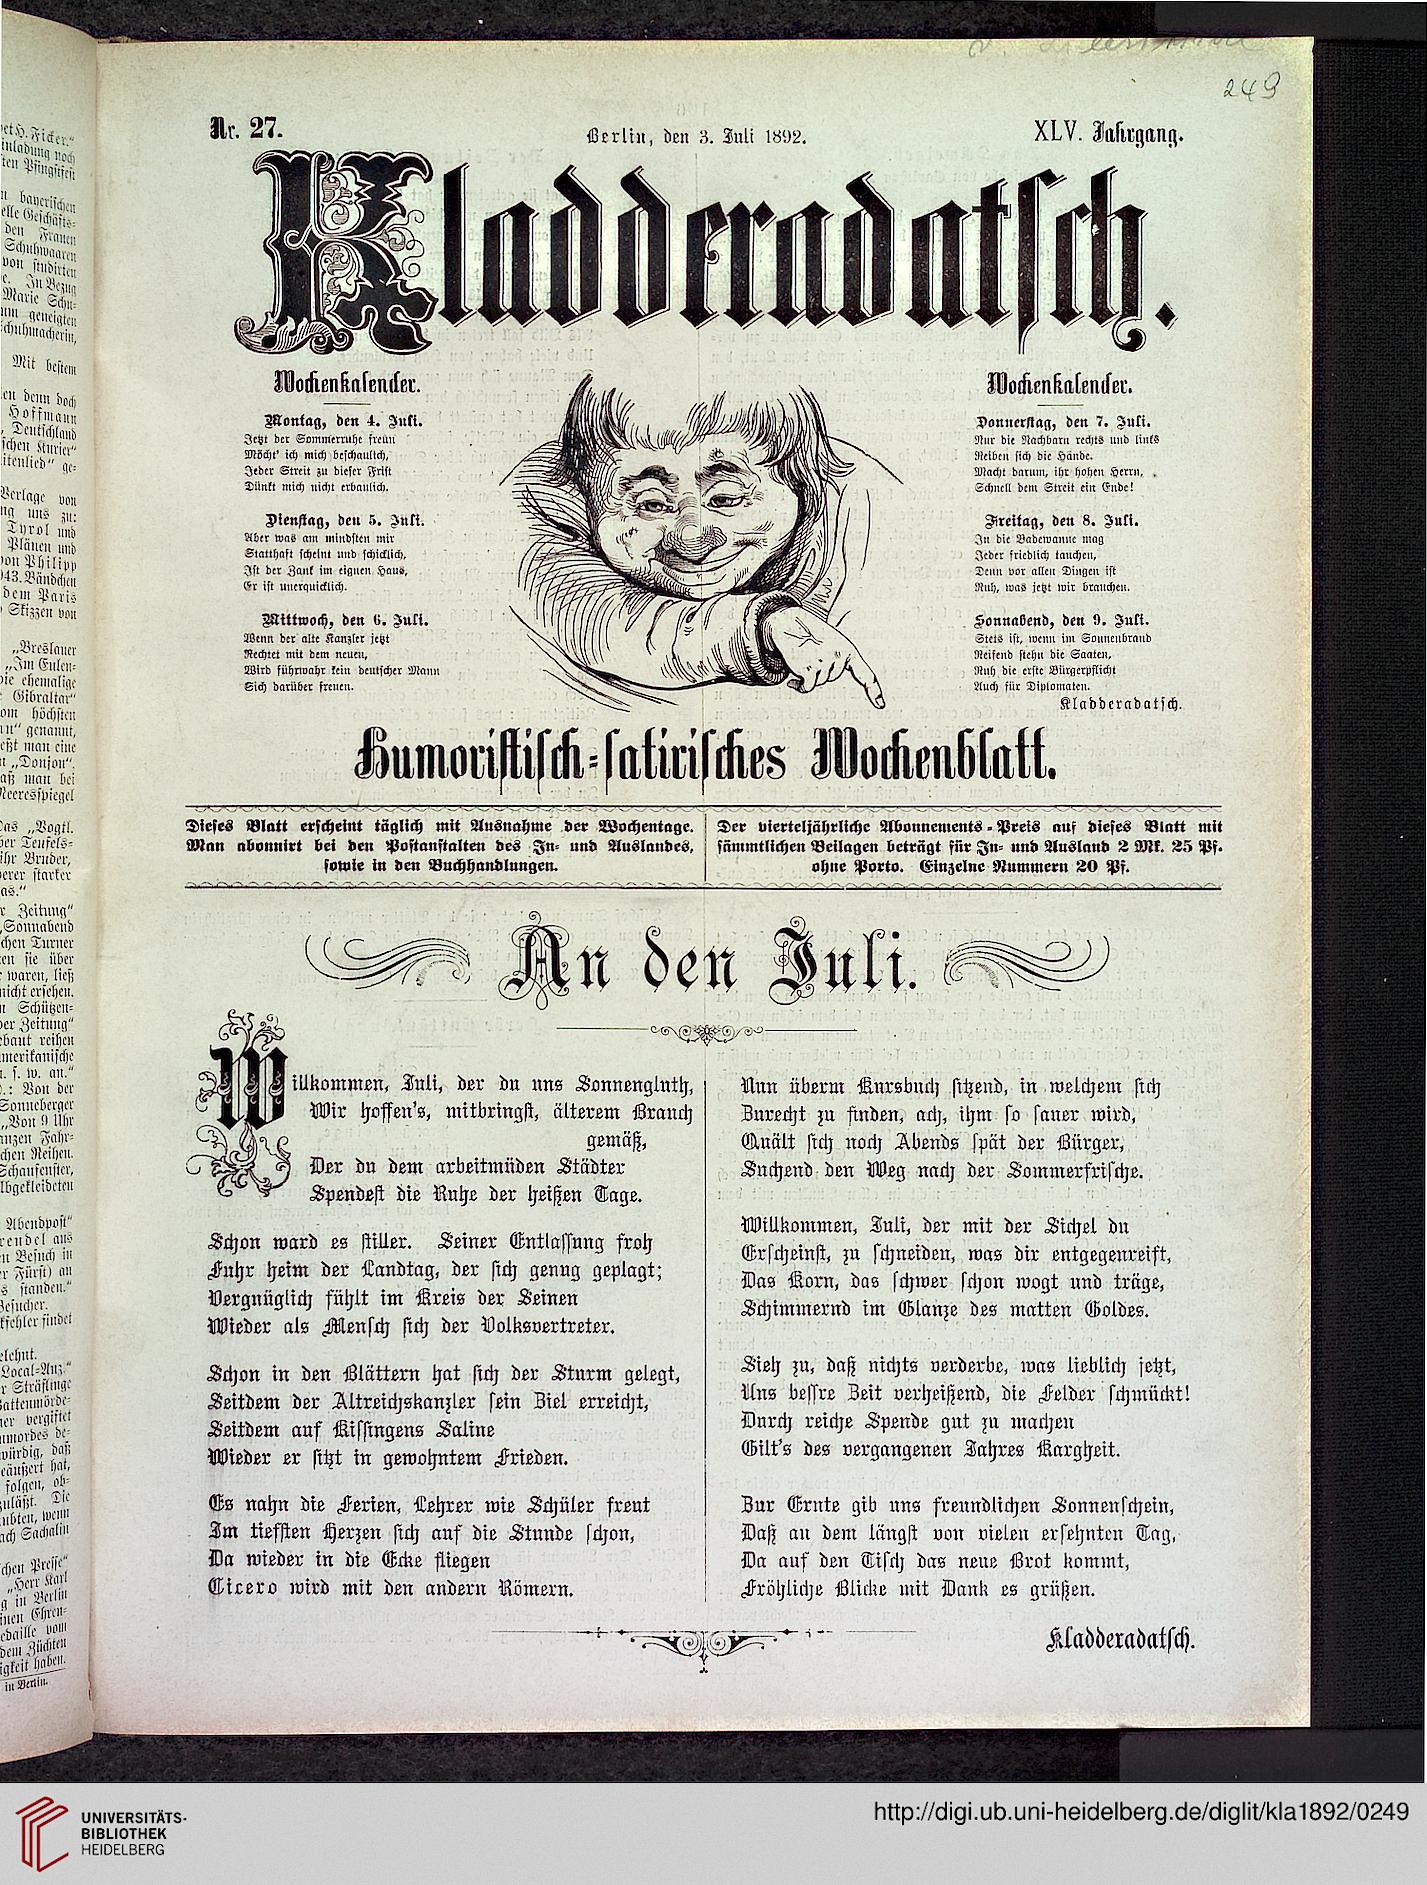 249
Nr. 27.
Berlin, den 3. Juli 1892.
XLV. Jahrgang.
Kladderadatsch.
Wochenkalender.
Montag, den 4. Juli.
Jetzt der Sommerruhe freun
Möcht' ich mich beschaulich,
Jeder Streit zu dieser Frist
Dünkt mich nicht erbaulich.
Dienstag, den 5. Juli.
Aber was am mindsten mir
Statthaft scheint und schicklich,
Ist der Zank im eignen Haus,
Er ist unerquicklich.
Mittwoch, den 6. Juli.
Wenn der alte Kanzler jetzt
Rechtet mit dem neuen,
Wird führwahr kein deutscher Mann
Sich darüber freuen.
Wochenkalender.
Donnerstag, den 7. Juli.
Nur die Nachbarn rechts und links
Reiben sich die Hände.
Macht darum, ihr hohen Herrn,
Schnell dem Streit ein Ende!
Freitag, den 8. Juli.
In die Badewanne mag
Jeder friedlich tauchen,
Denn vor allen Dingen ist
Ruh, was jetzt wir brauchen.
Sonnabend, den 9. Juli.
Stets ist, wenn im Sonnenbrand
Reifend stehn die Saaten,
Ruh die erste Bürgerpflicht
Auch für Diplomaten.
Kladderadatsch.
Humoristisch-satirisches Wochenblatt.
Dieses Blatt erscheint täglich mit Ausnahme der Wochentage.
Man abonnirt bei den Postanstalten des In- und Auslandes,
sowie in den Buchhandlungen.
Der vierteljährliche Abonnements-Preis auf dieses Blatt mit
sämmtlichen Beilagen beträgt für In- und Ausland 2 Mk. 25 Pf.
ohne Porto. Einzelne Nummern 20 Pf.
An den Juli.
Willkommen, Juli, der du uns Sonnengluth,
Wir hoffen's, mitbringst, älterem Brauch
gemäß,
Der du dem arbeitmüden Städter
Spendest die Ruhe der heißen Tage.
Schon ward es stiller. Seiner Entlassung froh
Fuhr heim der Landtag, der sich genug geplagt;
Vergnüglich fühlt im Kreis der Seinen
Wieder als Mensch sich der Volksvertreter.
Schon in den Blättern hat sich der Sturm gelegt,
Seitdem der Altreichskanzler sein Ziel erreicht,
Seitdem auf Kissingens Saline
Wieder er sitzt in gewohntem Frieden.
Es nahn die Ferien, Lehrer wie Schüler freut
Im tiefsten Herzen sich auf die Stunde schon,
Da wieder in die Ecke fliegen
Cicero wird mit den andern Römern.
Nun überm Kursbuch sitzend, in welchem sich
Zurecht zu finden, ach, ihm so sauer wird,
Quält sich noch Abends spät der Bürger,
Suchend den Weg nach der Sommerfrische.
Willkommen, Juli, der mit der Sichel du
Erscheinst, zu schneiden, was dir entgegenreift,
Das Korn, das schwer schon wogt und träge,
Schimmernd im Glanze des matten Goldes.
Sieh zu, daß nichts verderbe, was lieblich jetzt,
Uns bessre Zeit verheißend, die Felder schmückt!
Durch reiche Spende gut zu machen
Gilt's des vergangenen Jahres Kargheit.
Zur Ernte gib uns freundlichen Sonnenschein,
Daß an dem längst von vielen ersehnten Tag,
Da auf den Tisch das neue Brot kommt,
Fröhliche Blicke mit Dank es grüßen.
Kladderadatsch.
UNIVERSITÄTS-
BIBLIOTHEK
HEIDELBERG
http://digi.ub.uni-heidelberg.de/diglit/kla1892/0249